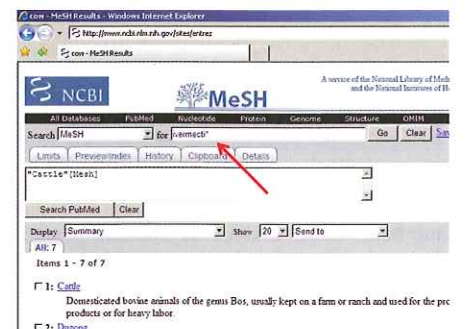 cow - MeSH Results - Windows Internet Explorer
http://www.ncbi.nlm.nih.gov/sites/entrez
cow - MeSH Results
A service of the National Library of Medi
and the National Institutes of H
NCBI
MeSH
All Databases PubMed Nucleotide Protein Genome Structure OMIM
Search MeSH for ivermecti* Go Clear Sav
Limits Preview/Index History Clipboard Details
"Cattle"[Mesh]
Search PubMed Clear
Display Summary Show 20 Send to
All: 7
Items 1 - 7 of 7
1: Cattle
Domesticated bovine animals of the genus Bos, usually kept on a farm or ranch and used for the pro
products or for heavy labor.
2: Dugong